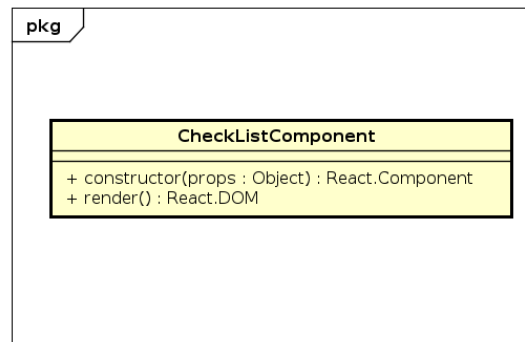 pkg
CheckListComponent
+ constructor(props : Object) : React.Component
+ render() : React.DOM